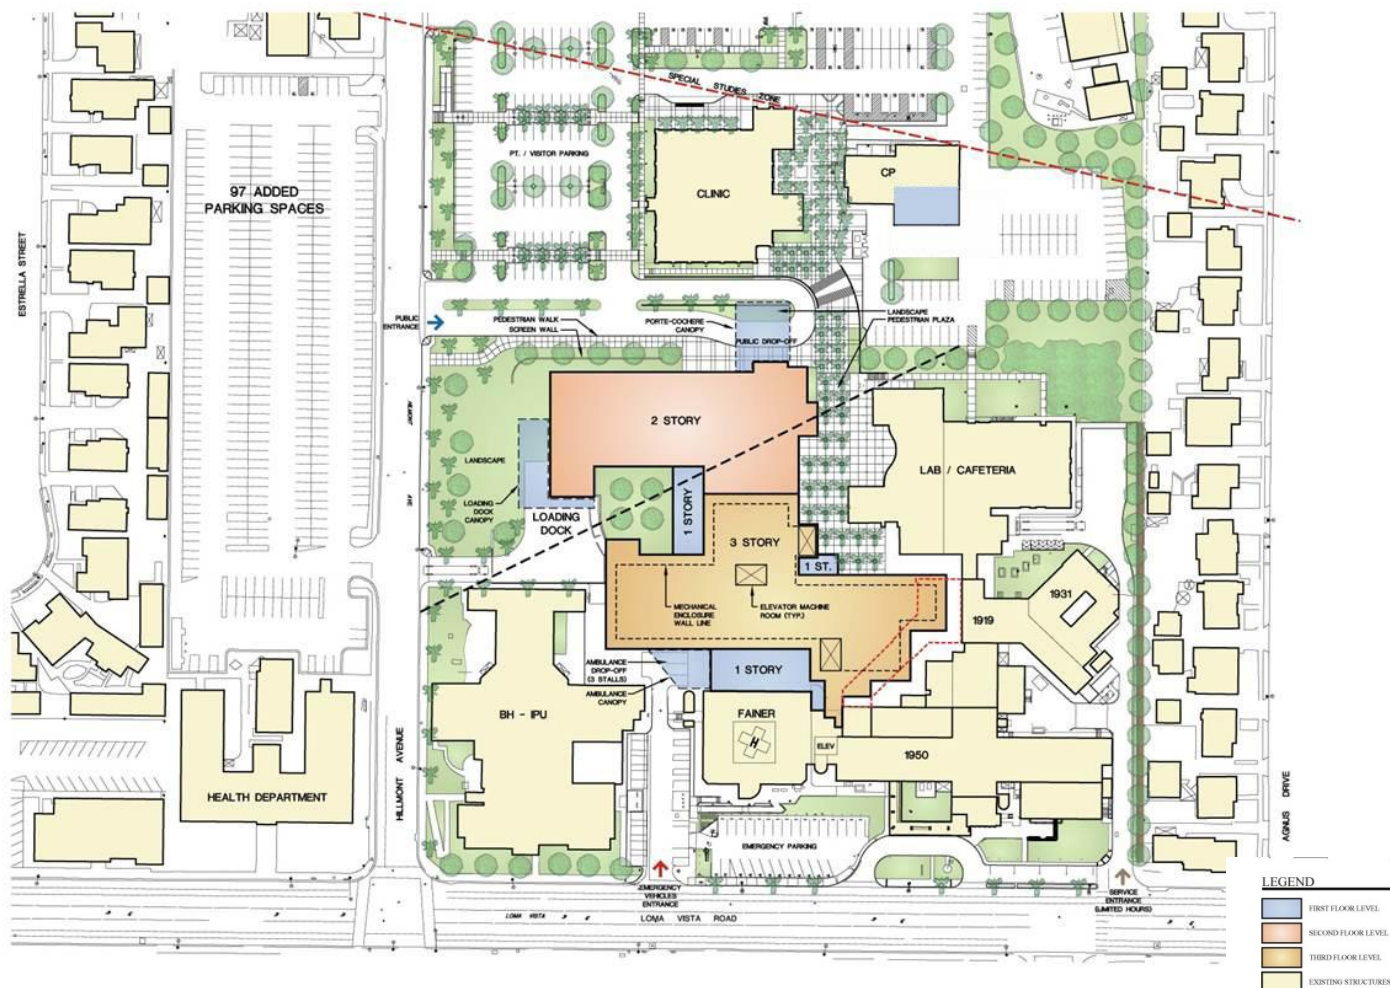 SPECIAL STUDIES ZONE
PT. / VISITOR PARKING
CLINIC
CP
97 ADDED
PARKING SPACES
ESTRELLA STREET
PUBLIC
ENTRANCE
PEDESTRIAN WALK
SCREEN WALL
PORTE-COCHERE
CANOPY
PUBLIC DROP-OFF
LANDSCAPE
PEDESTRIAN PLAZA
HILLMONT
AVE
2 STORY
LANDSCAPE
LOADING
DOCK
CANOPY
LOADING
DOCK
1 STORY
LAB / CAFETERIA
3 STORY
1 ST.
MECHANICAL
ENCLOSURE
WALL LINE
ELEVATOR MACHINE
ROOM (TYP.)
1931
1919
AMBULANCE
DROP-OFF
(3 STALLS)
AMBULANCE
CANOPY
1 STORY
BH - IPU
FAINER
H
ELEV
1950
HEALTH DEPARTMENT
HILLMONT AVENUE
AGNUS DRIVE
EMERGENCY PARKING
EMERGENCY
VEHICLES
ENTRANCE
SERVICE
ENTRANCE
(LIMITED HOURS)
LOMA VISTA
LOMA VISTA ROAD
LEGEND
FIRST FLOOR LEVEL
SECOND FLOOR LEVEL
THIRD FLOOR LEVEL
EXISTING STRUCTURES